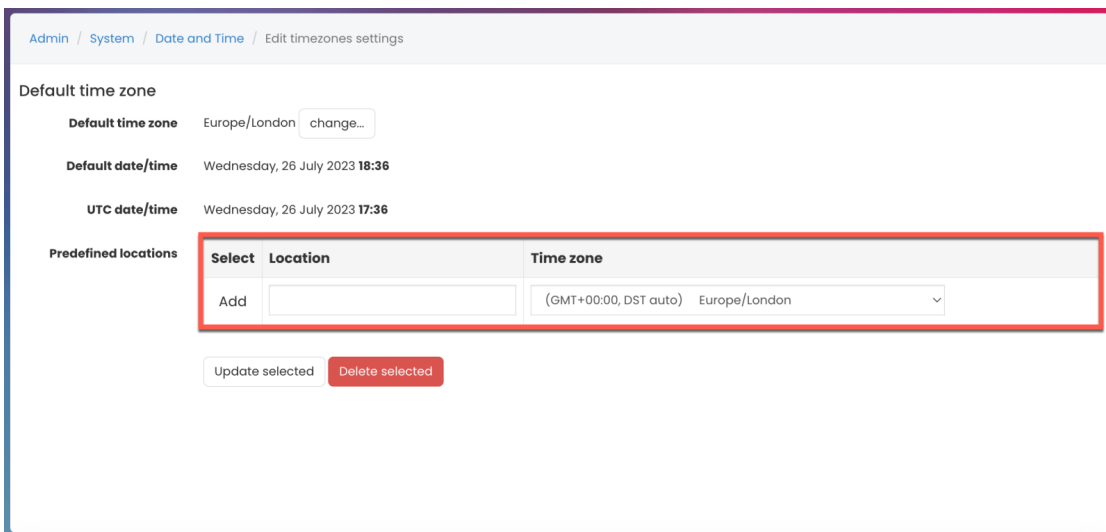 Admin / System / Date and Time / Edit timezones settings
Default time zone
Default time zone Europe/London change...
Default date/time Wednesday, 26 July 2023 18:36
UTC date/time Wednesday, 26 July 2023 17:36
Predefined locations Select Location Time zone
Add (GMT+00:00, DST auto) Europe/London
Update selected Delete selected